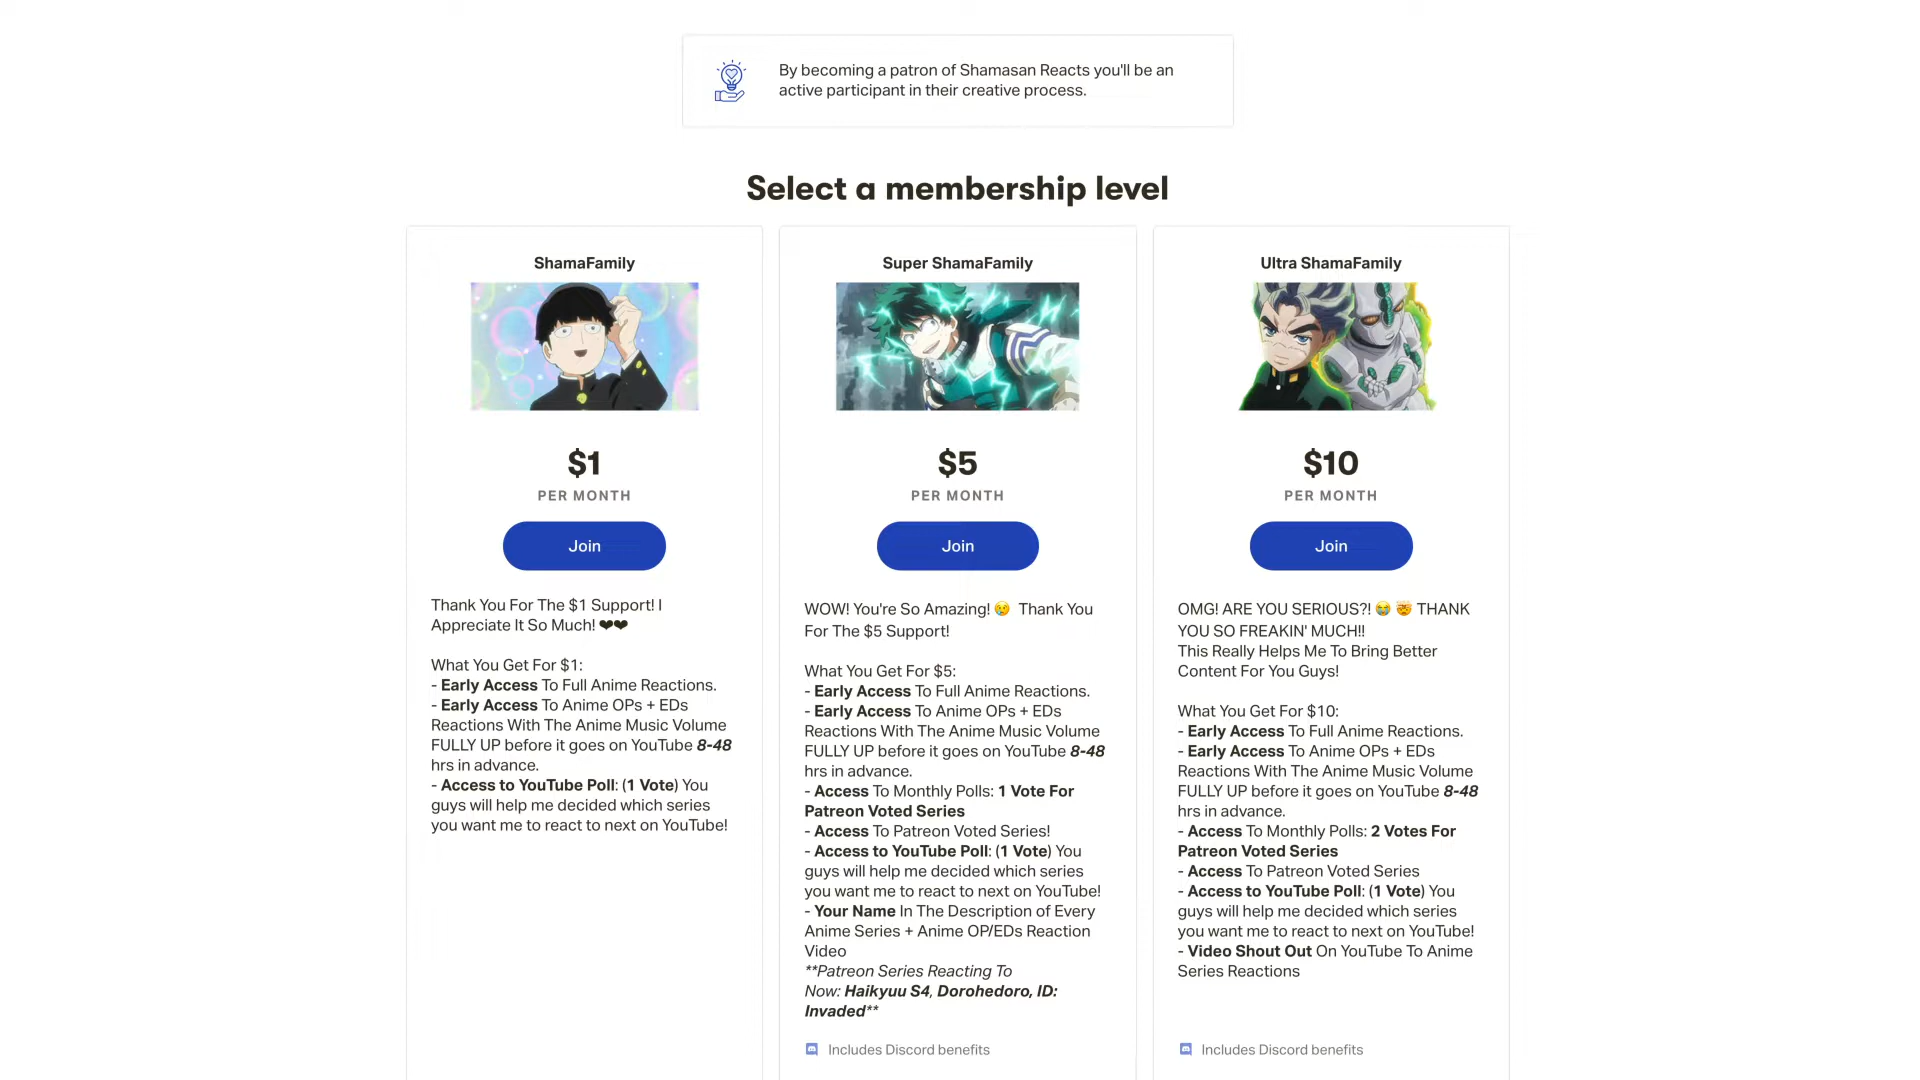 By becoming a patron of Shamasan Reacts you'll be an
active participant in their creative process.
Select a membership level
ShamaFamily
$1
PER MONTH
Join
Thank You For The $1 Support! I
Appreciate It So Much! ❤❤
What You Get For $1:
- Early Access To Full Anime Reactions.
- Early Access To Anime OPs + EDs
Reactions With The Anime Music Volume
FULLY UP before it goes on YouTube 8-48
hrs in advance.
- Access to YouTube Poll: (1 Vote) You
guys will help me decided which series
you want me to react to next on YouTube!
Super ShamaFamily
$5
PER MONTH
Join
WOW! You're So Amazing! 😢 Thank You
For The $5 Support!
What You Get For $5:
- Early Access To Full Anime Reactions.
- Early Access To Anime OPs + EDs
Reactions With The Anime Music Volume
FULLY UP before it goes on YouTube 8-48
hrs in advance.
- Access To Monthly Polls: 1 Vote For
Patreon Voted Series
- Access To Patreon Voted Series!
- Access to YouTube Poll: (1 Vote) You
guys will help me decided which series
you want me to react to next on YouTube!
- Your Name In The Description of Every
Anime Series + Anime OP/EDs Reaction
Video
**Patreon Series Reacting To
Now: Haikyuu S4, Dorohedoro, ID:
Invaded**
Includes Discord benefits
Ultra ShamaFamily
$10
PER MONTH
Join
OMG! ARE YOU SERIOUS?! 😭 🤯 THANK
YOU SO FREAKIN' MUCH!!
This Really Helps Me To Bring Better
Content For You Guys!
What You Get For $10:
- Early Access To Full Anime Reactions.
- Early Access To Anime OPs + EDs
Reactions With The Anime Music Volume
FULLY UP before it goes on YouTube 8-48
hrs in advance.
- Access To Monthly Polls: 2 Votes For
Patreon Voted Series
- Access To Patreon Voted Series
- Access to YouTube Poll: (1 Vote) You
guys will help me decided which series
you want me to react to next on YouTube!
- Video Shout Out On YouTube To Anime
Series Reactions
Includes Discord benefits